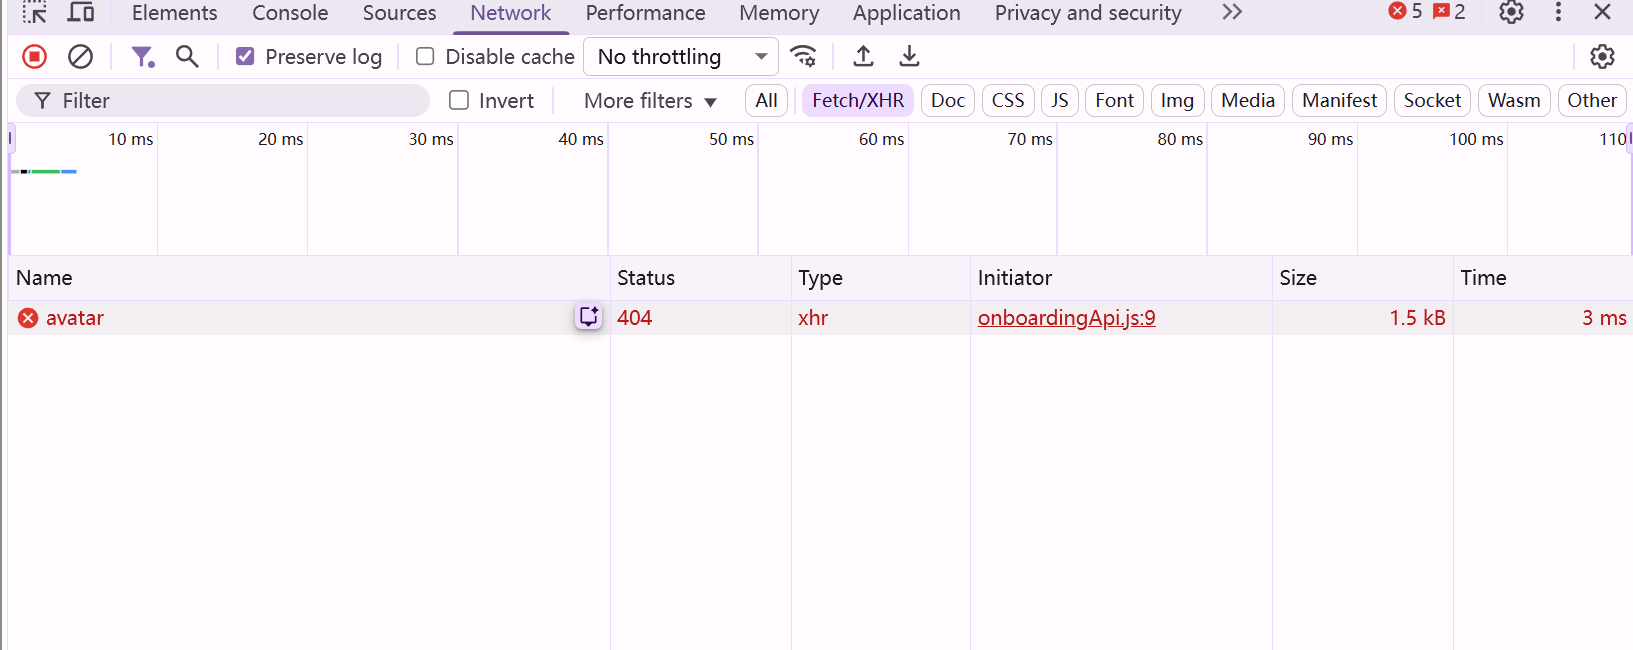 Elements Console Sources Network Performance Memory Application Privacy and security 5 2
Preserve log Disable cache No throttling
Filter Invert More filters All Fetch/XHR Doc CSS JS Font Img Media Manifest Socket Wasm Other
10 ms 20 ms 30 ms 40 ms 50 ms 60 ms 70 ms 80 ms 90 ms 100 ms 110
Name Status Type Initiator Size Time
avatar 404 xhr onboardingApi.js:9 1.5 kB 3 ms